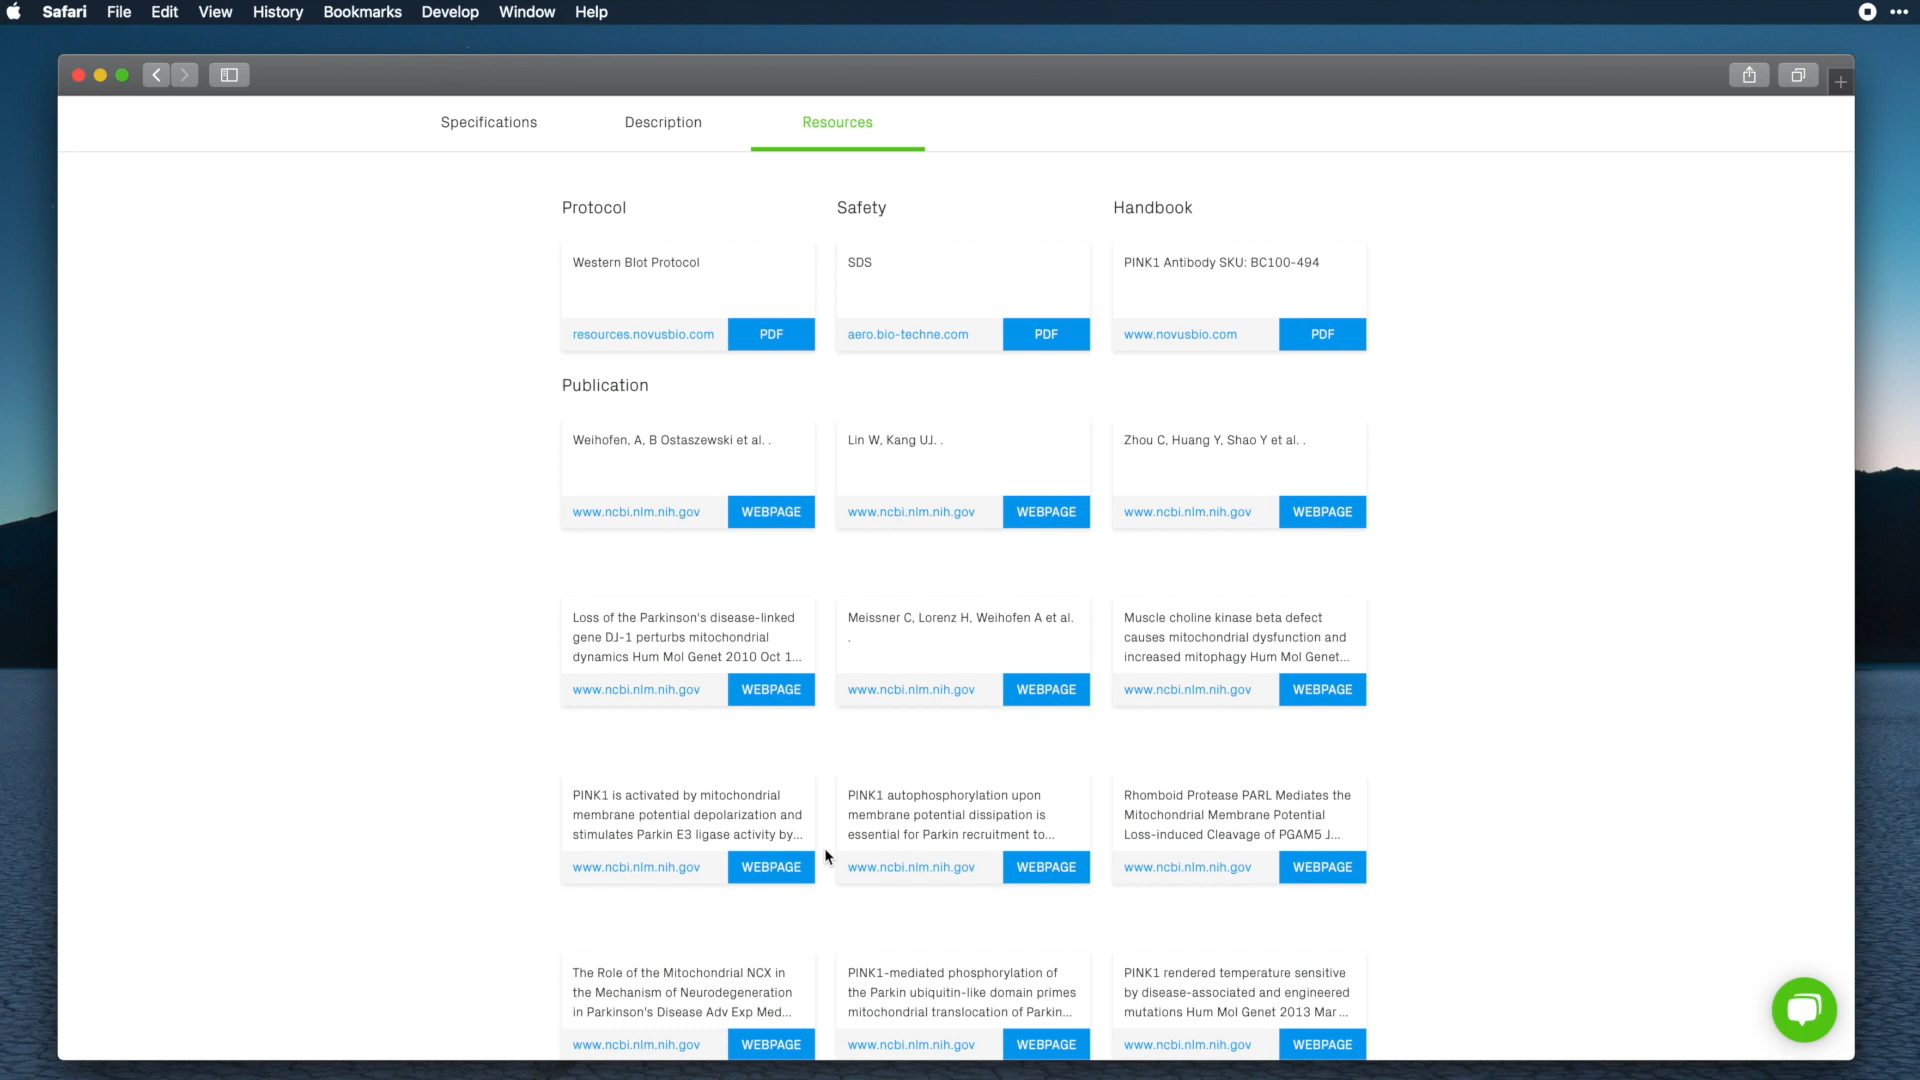 Safari File Edit View History Bookmarks Develop Window Help
Specifications Description Resources
Protocol Safety Handbook
Western Blot Protocol
resources.novusbio.com PDF
SDS
aero.bio-techne.com PDF
PINK1 Antibody SKU: BC100-494
www.novusbio.com PDF
Publication
Weihofen, A, B Ostaszewski et al. .
www.ncbi.nlm.nih.gov WEBPAGE
Lin W, Kang UJ. .
www.ncbi.nlm.nih.gov WEBPAGE
Zhou C, Huang Y, Shao Y et al. .
www.ncbi.nlm.nih.gov WEBPAGE
Loss of the Parkinson's disease-linked
gene DJ-1 perturbs mitochondrial
dynamics Hum Mol Genet 2010 Oct 1...
www.ncbi.nlm.nih.gov WEBPAGE
Meissner C, Lorenz H, Weihofen A et al.
.
www.ncbi.nlm.nih.gov WEBPAGE
Muscle choline kinase beta defect
causes mitochondrial dysfunction and
increased mitophagy Hum Mol Genet...
www.ncbi.nlm.nih.gov WEBPAGE
PINK1 is activated by mitochondrial
membrane potential depolarization and
stimulates Parkin E3 ligase activity by...
www.ncbi.nlm.nih.gov WEBPAGE
PINK1 autophosphorylation upon
membrane potential dissipation is
essential for Parkin recruitment to...
www.ncbi.nlm.nih.gov WEBPAGE
Rhomboid Protease PARL Mediates the
Mitochondrial Membrane Potential
Loss-induced Cleavage of PGAM5 J...
www.ncbi.nlm.nih.gov WEBPAGE
The Role of the Mitochondrial NCX in
the Mechanism of Neurodegeneration
in Parkinson's Disease Adv Exp Med...
www.ncbi.nlm.nih.gov WEBPAGE
PINK1-mediated phosphorylation of
the Parkin ubiquitin-like domain primes
mitochondrial translocation of Parkin...
www.ncbi.nlm.nih.gov WEBPAGE
PINK1 rendered temperature sensitive
by disease-associated and engineered
mutations Hum Mol Genet 2013 Mar ...
www.ncbi.nlm.nih.gov WEBPAGE